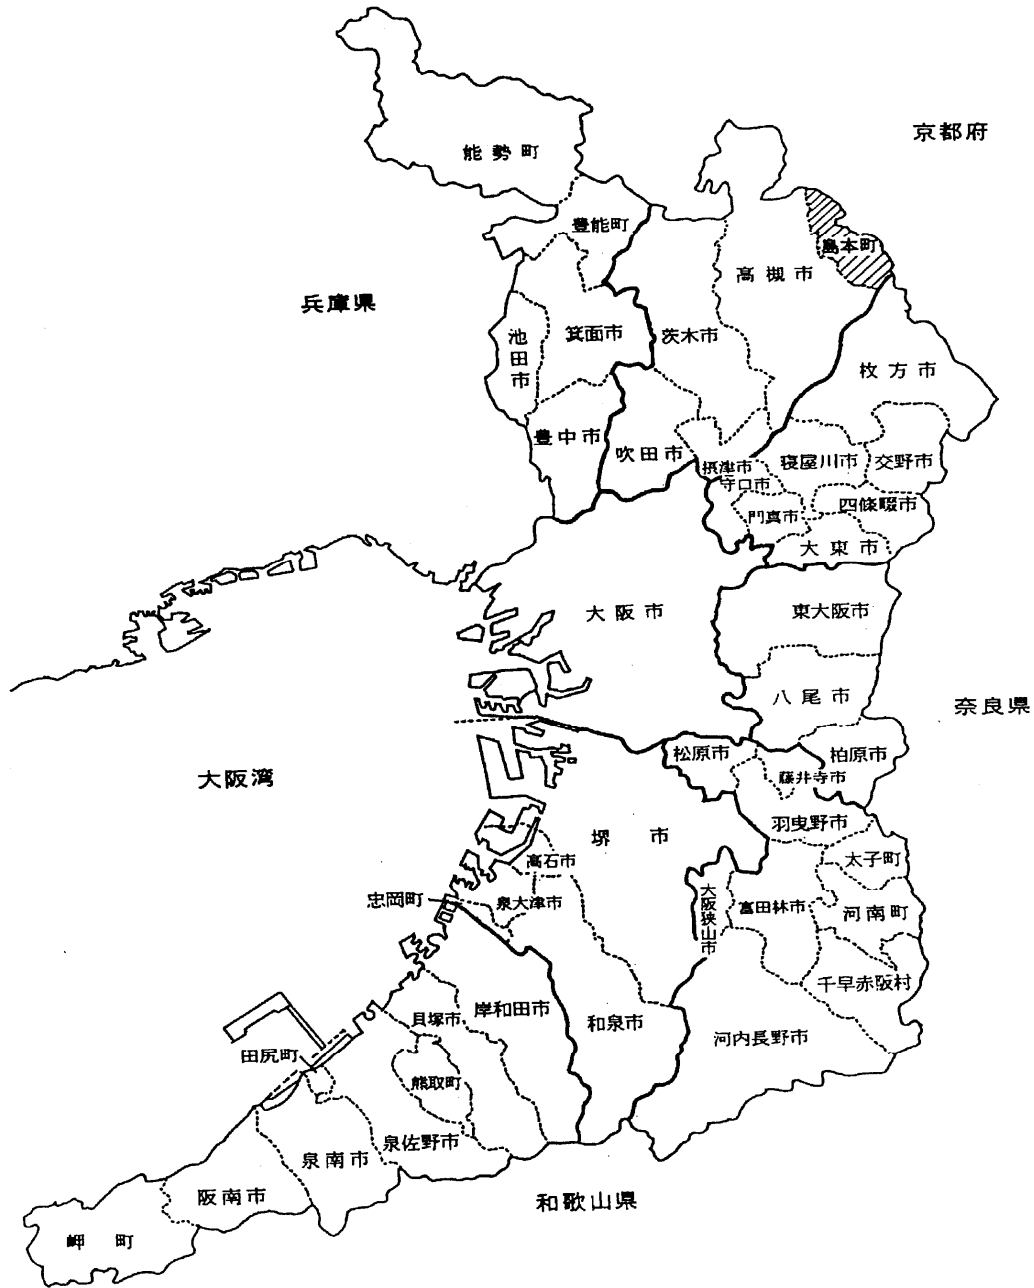 京都府
能勢町
豊能町
島本町
高槻市
兵庫県
箕面市
茨木市
池田市
枚方市
豊中市
吹田市
摂津市
寝屋川市
交野市
守口市
四條畷市
門真市
大東市
大阪市
東大阪市
八尾市
奈良県
松原市
柏原市
大阪湾
藤井寺市
羽曳野市
堺市
高石市
太子町
大阪狭山市
忠岡町
泉大津市
富田林市
河南町
千早赤阪村
岸和田市
貝塚市
和泉市
河内長野市
田尻町
熊取町
泉佐野市
泉南市
阪南市
和歌山県
岬町